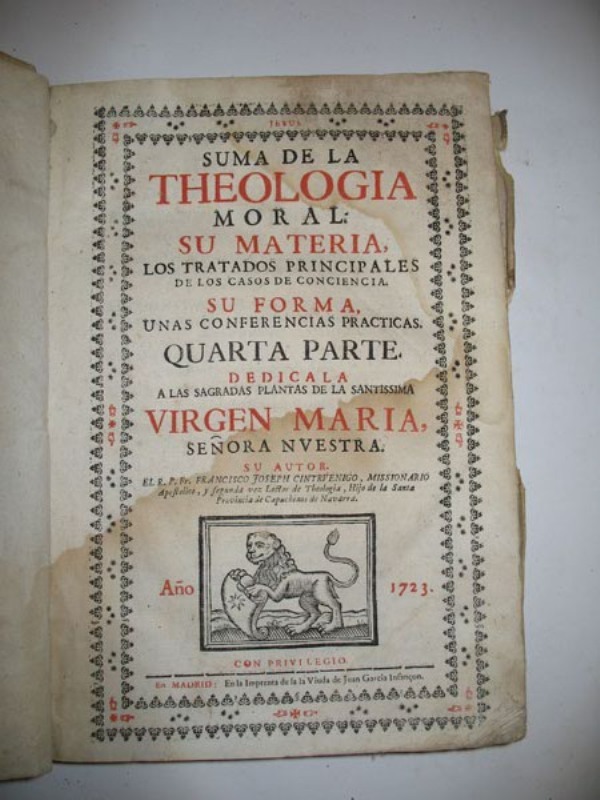 JESUS
SUMA DE LA
THEOLOGIA
MORAL:
SU MATERIA,
LOS TRATADOS PRINCIPALES
DE LOS CASOS DE CONCIENCIA.
SU FORMA,
UNAS CONFERENCIAS PRACTICAS.
QUARTA PARTE.
DEDICALA
A LAS SAGRADAS PLANTAS DE LA SANTISSIMA
VIRGEN MARIA,
SEÑORA NVESTRA.
SU AUTOR.
EL R. P. Fr. FRANCISCO JOSEPH CINTRUENIGO, MISSIONARIO
Apostolico, y segunda vez Lector de Theologia, Hijo de la Santa
Provincia de Capuchinos de Navarra.
Año 1723.
CON PRIVILEGIO.
En MADRID: En la Imprenta de la la Viuda de Juan Garcia Infançon.